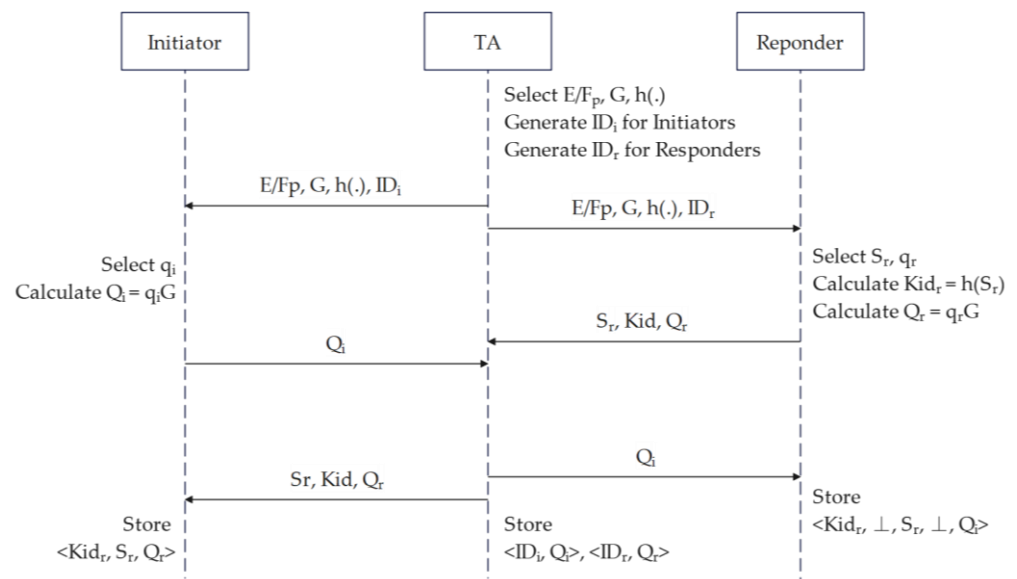 Initiator
TA
Reponder
Select E/Fₚ, G, h(.)
Generate IDᵢ for Initiators
Generate IDᵣ for Responders
E/Fp, G, h(.), IDᵢ
E/Fp, G, h(.), IDᵣ
Select qᵢ
Calculate Qᵢ = qᵢG
Select Sᵣ, qᵣ
Calculate Kidᵣ = h(Sᵣ)
Calculate Qᵣ = qᵣG
Sᵣ, Kid, Qᵣ
Qᵢ
Qᵢ
Sr, Kid, Qᵣ
Store
<Kidᵣ, Sᵣ, Qᵣ>
Store
<IDᵢ, Qᵢ>, <IDᵣ, Qᵣ>
Store
<Kidᵣ, ⊥, Sᵣ, ⊥, Qᵢ>